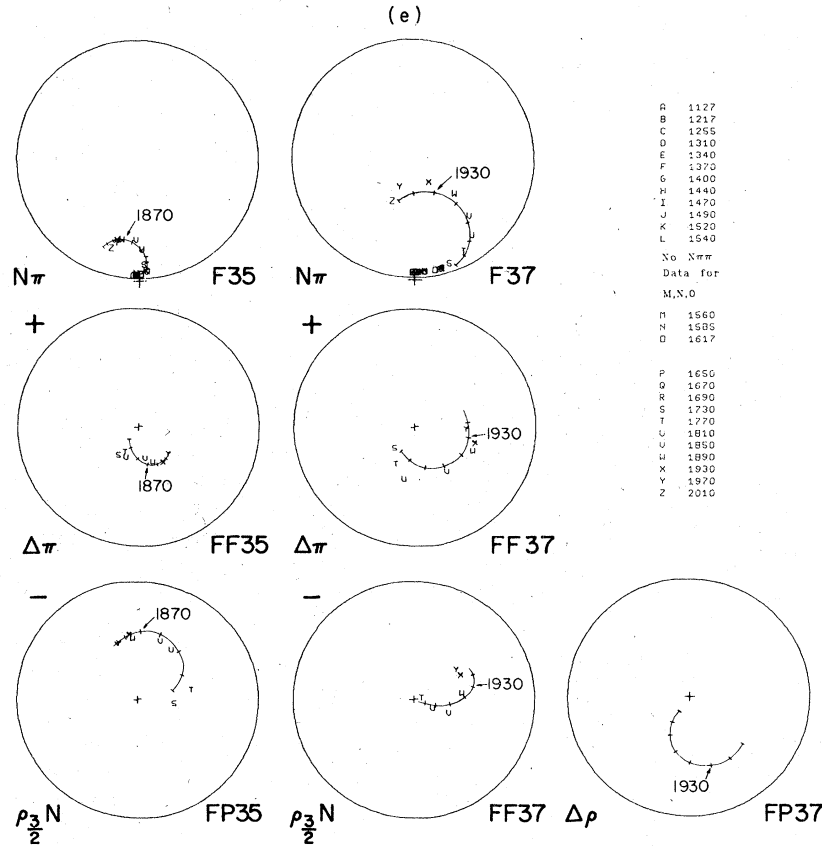 (e)
1870
1930
Nπ F35
Nπ F37
A 1127
B 1217
C 1255
D 1310
E 1340
F 1370
G 1400
H 1440
I 1470
J 1490
K 1520
L 1540
No Nππ
Data for
M,N,O
M 1560
N 1585
O 1617
P 1650
Q 1670
R 1690
S 1730
T 1770
U 1810
V 1850
W 1890
X 1930
Y 1970
Z 2010
+
+
1870
1930
Δπ FF35
Δπ FF37
−
−
1870
1930
1930
ρ3/2 N FP35
ρ3/2 N FF37
Δρ FP37